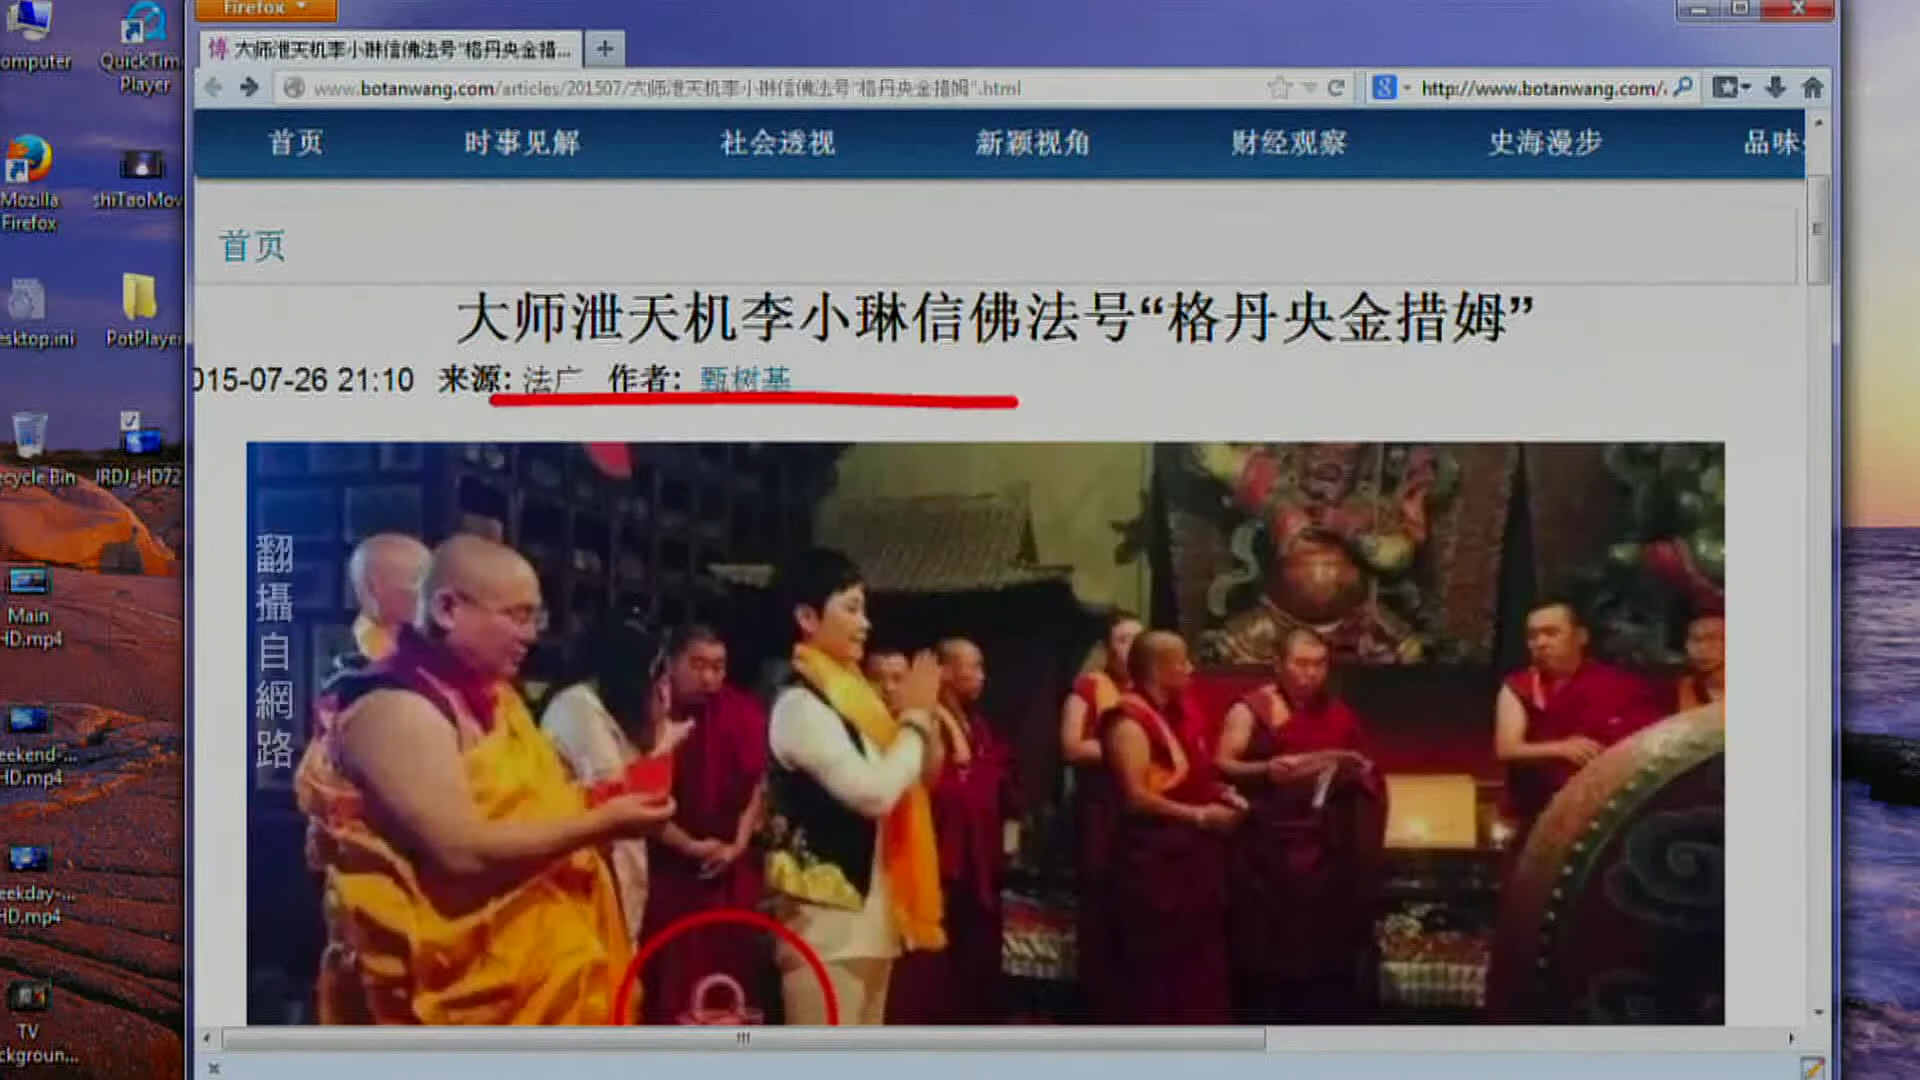 Firefox
大师泄天机李小琳信佛法号“格丹央金措...
www.botanwang.com/articles/201507/大师泄天机李小琳信佛法号“格丹央金措姆”.html
http://www.botanwang.com/
首页 时事见解 社会透视 新颖视角 财经观察 史海漫步 品味
首页
大师泄天机李小琳信佛法号“格丹央金措姆”
015-07-26 21:10 来源: 法广 作者: 甄树基
翻攝自網路
omputer
QuickTim
Player
Mozilla
Firefox
shiTaoMov
esktop.ini
PotPlayer
ecycle Bin
JRDJ_HD72
Main
HD.mp4
eekend-...
HD.mp4
eekday-...
HD.mp4
TV
ckgroun...